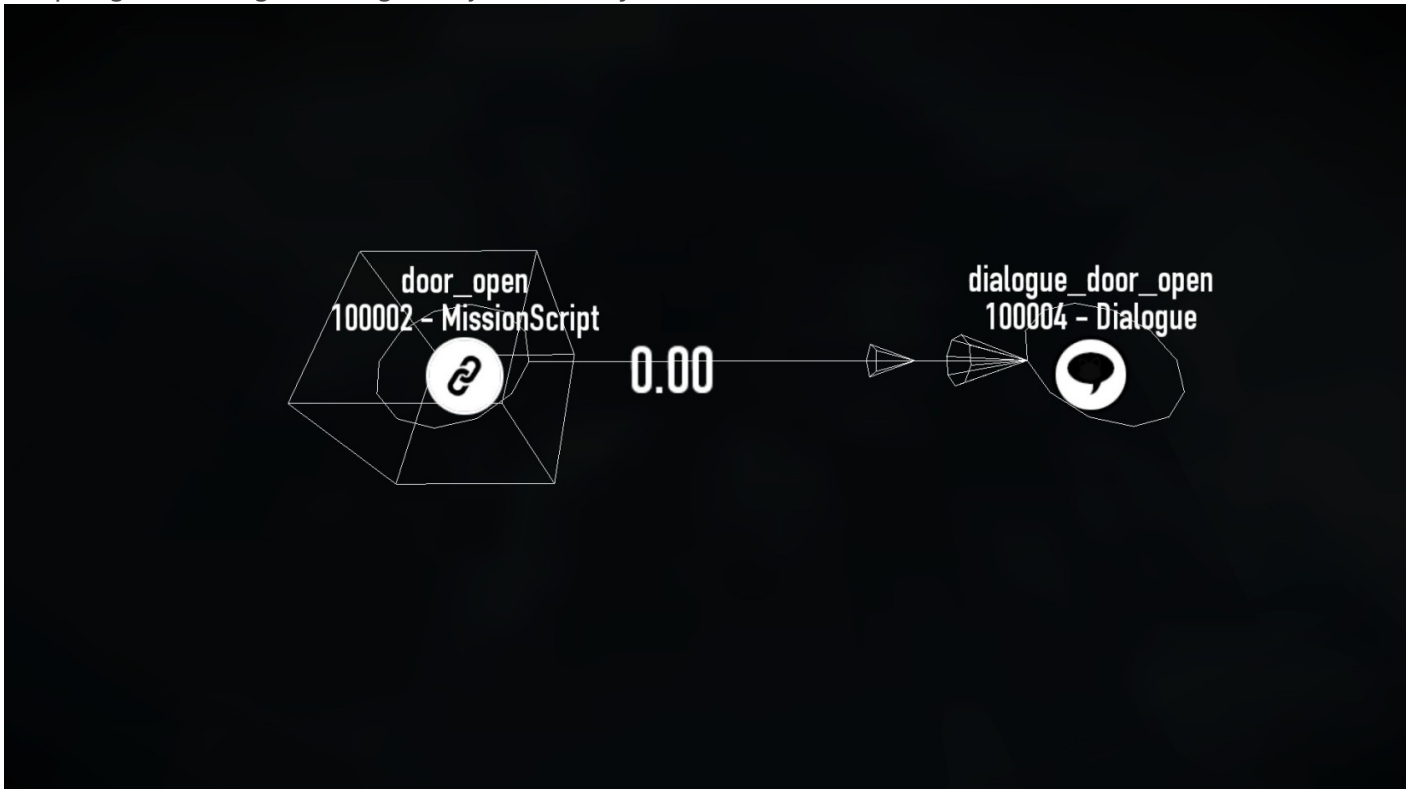 door_open
100002 - MissionScript
0.00
dialogue_door_open
100004 - Dialogue